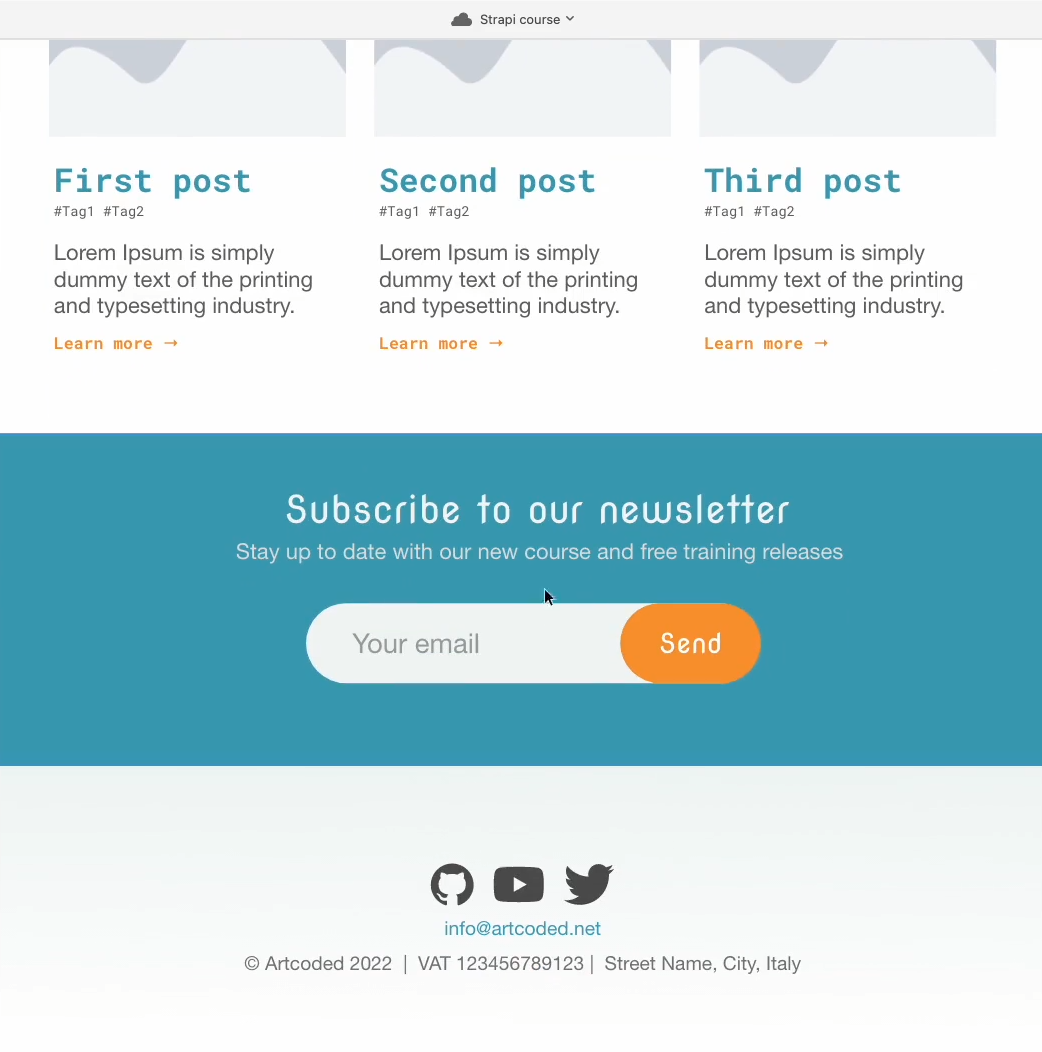 Strapi course
First post
#Tag1 #Tag2
Lorem Ipsum is simply
dummy text of the printing
and typesetting industry.
Learn more →
Second post
#Tag1 #Tag2
Lorem Ipsum is simply
dummy text of the printing
and typesetting industry.
Learn more →
Third post
#Tag1 #Tag2
Lorem Ipsum is simply
dummy text of the printing
and typesetting industry.
Learn more →
Subscribe to our newsletter
Stay up to date with our new course and free training releases
Your email
Send
info@artcoded.net
© Artcoded 2022 | VAT 123456789123 | Street Name, City, Italy